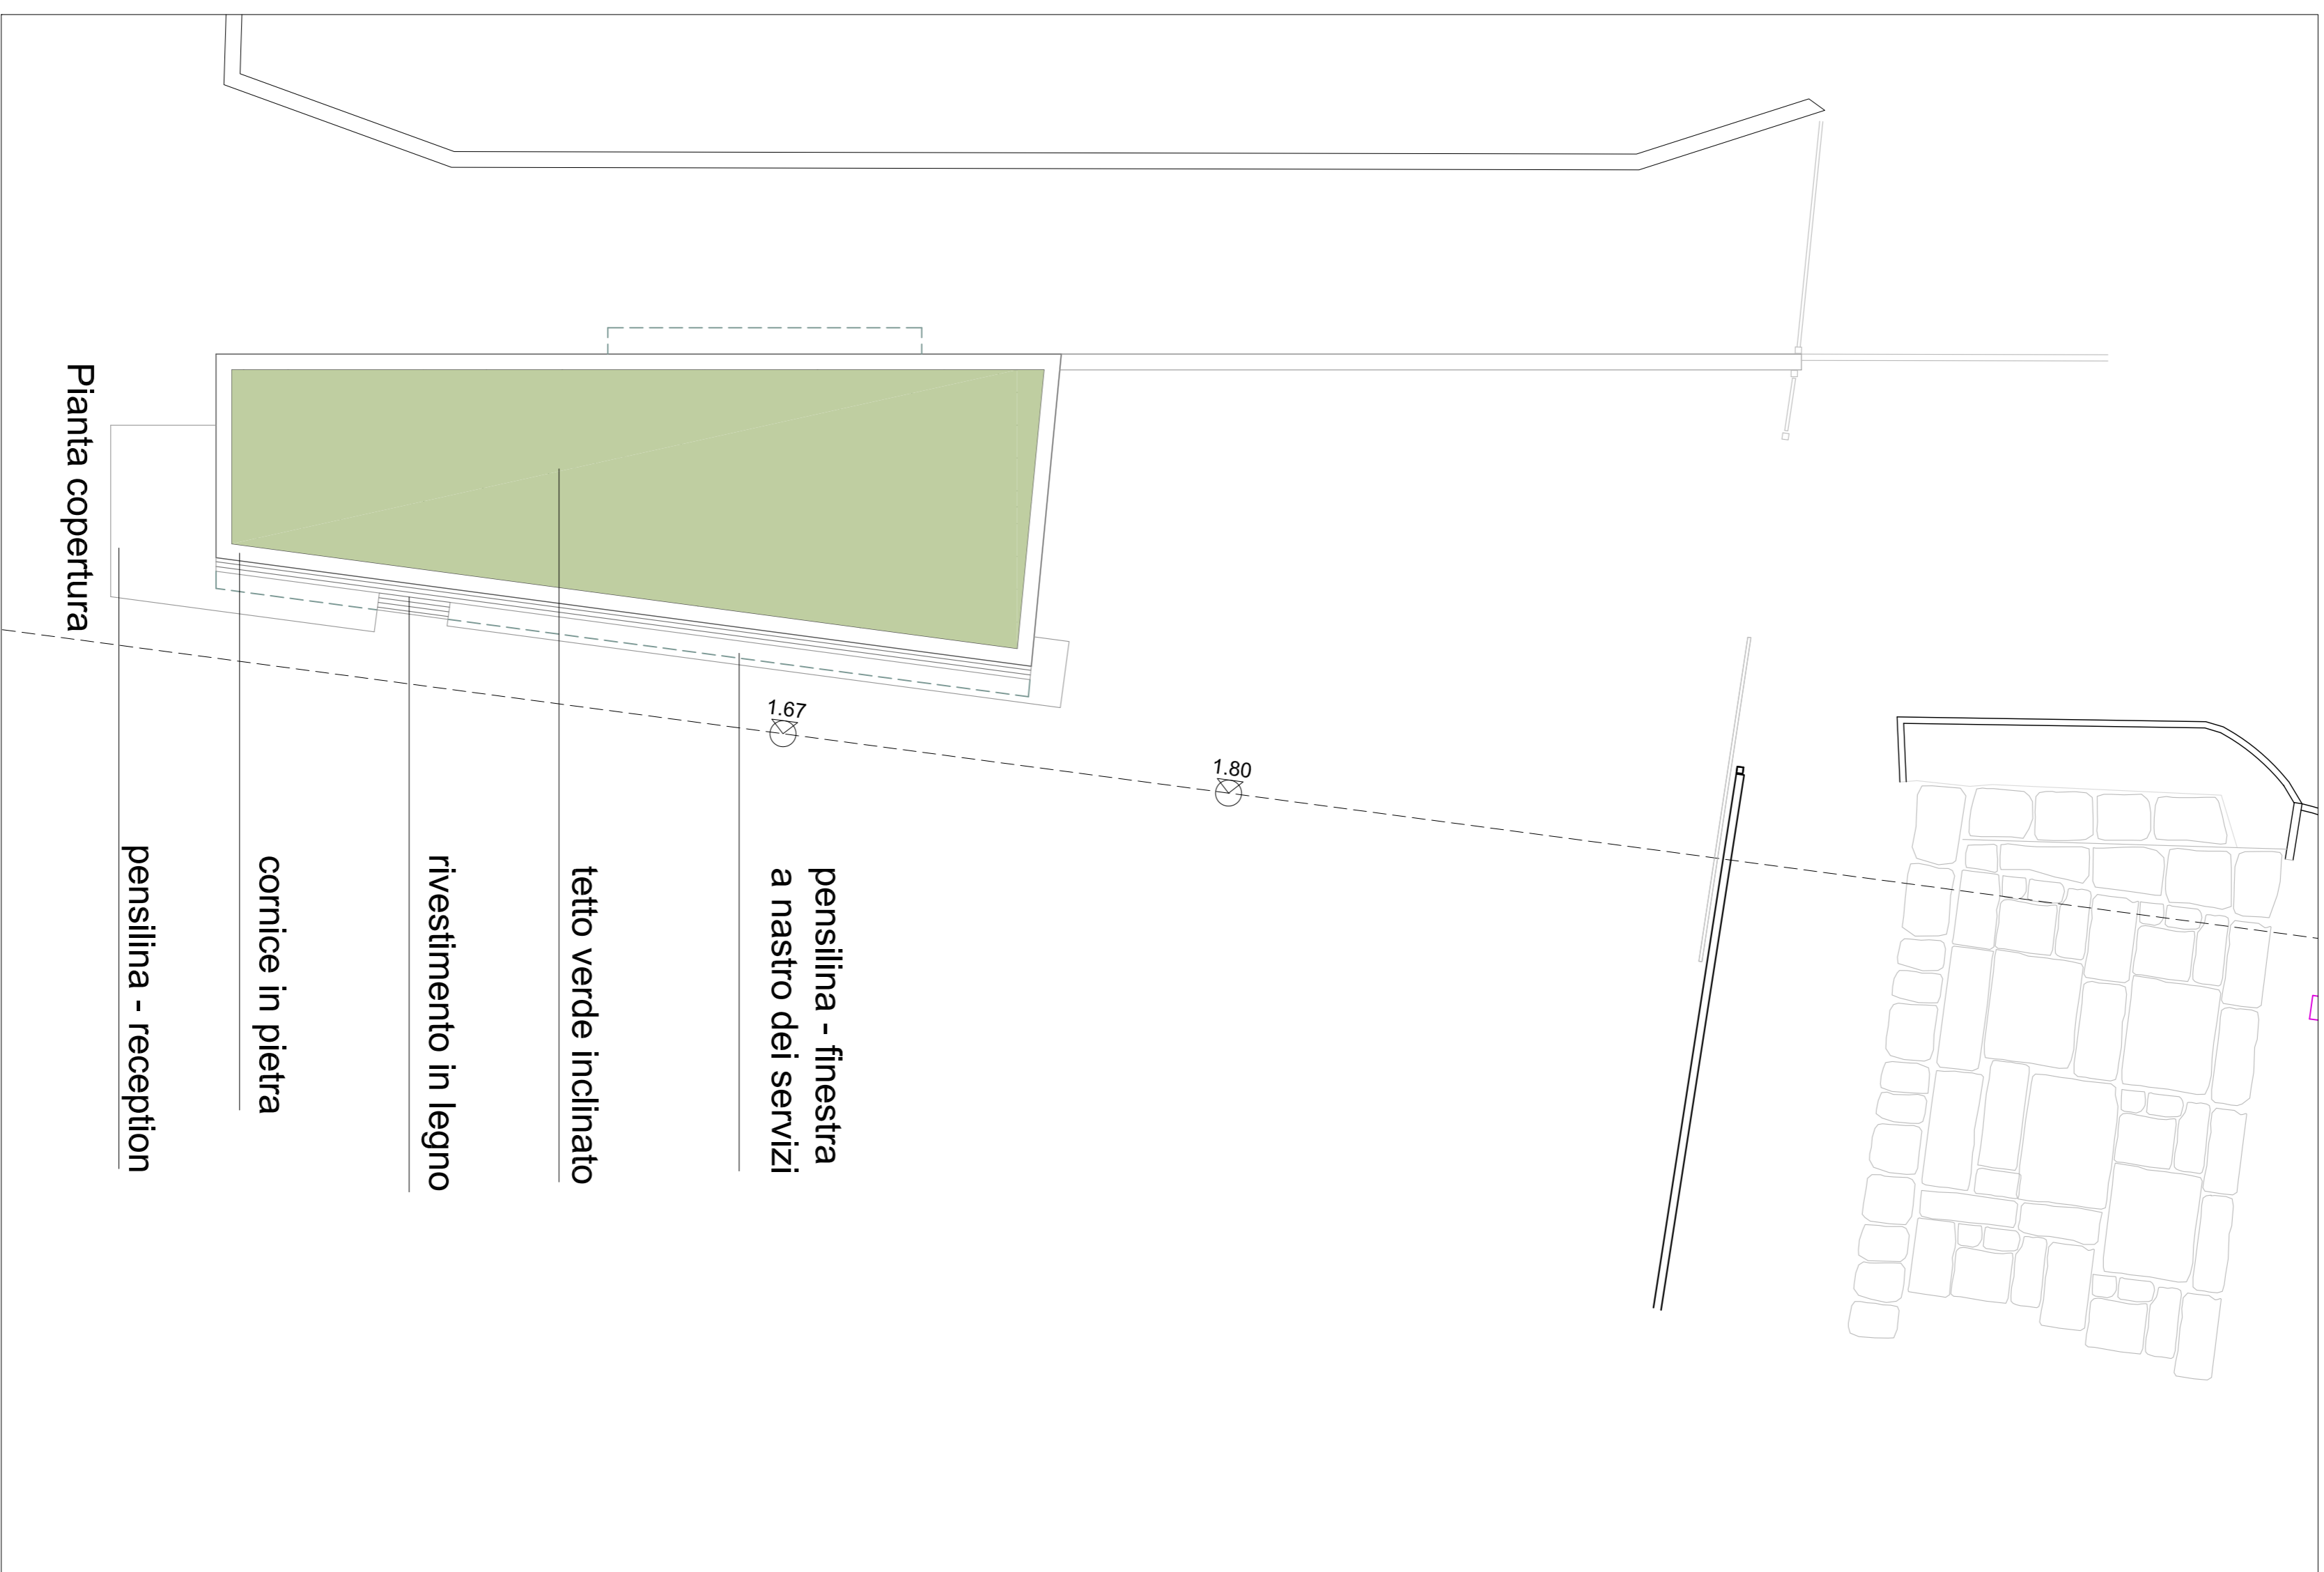 Pianta copertura
1.67
1.80
pensilina - finestra
a nastro dei servizi
tetto verde inclinato
rivestimento in legno
cornice in pietra
pensilina - reception